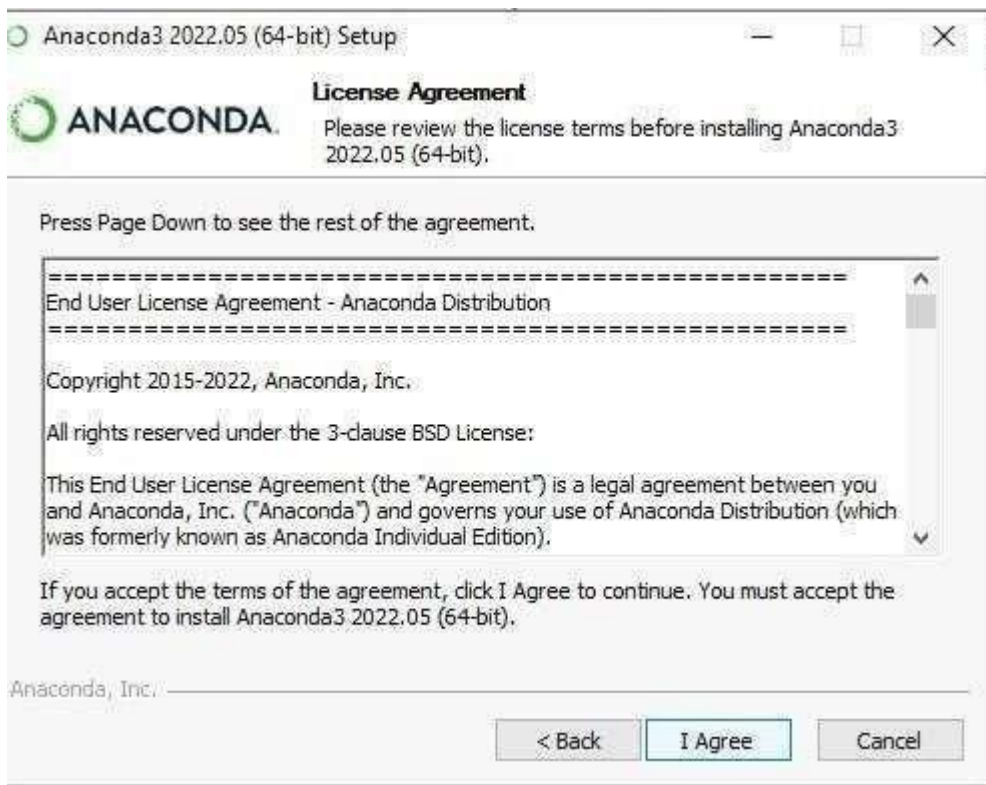 Anaconda3 2022.05 (64-bit) Setup
ANACONDA.
License Agreement
Please review the license terms before installing Anaconda3
2022.05 (64-bit).
Press Page Down to see the rest of the agreement.
===================================================
End User License Agreement - Anaconda Distribution
===================================================
Copyright 2015-2022, Anaconda, Inc.
All rights reserved under the 3-clause BSD License:
This End User License Agreement (the "Agreement") is a legal agreement between you
and Anaconda, Inc. ("Anaconda") and governs your use of Anaconda Distribution (which
was formerly known as Anaconda Individual Edition).
If you accept the terms of the agreement, click I Agree to continue. You must accept the
agreement to install Anaconda3 2022.05 (64-bit).
Anaconda, Inc.
< Back
I Agree
Cancel